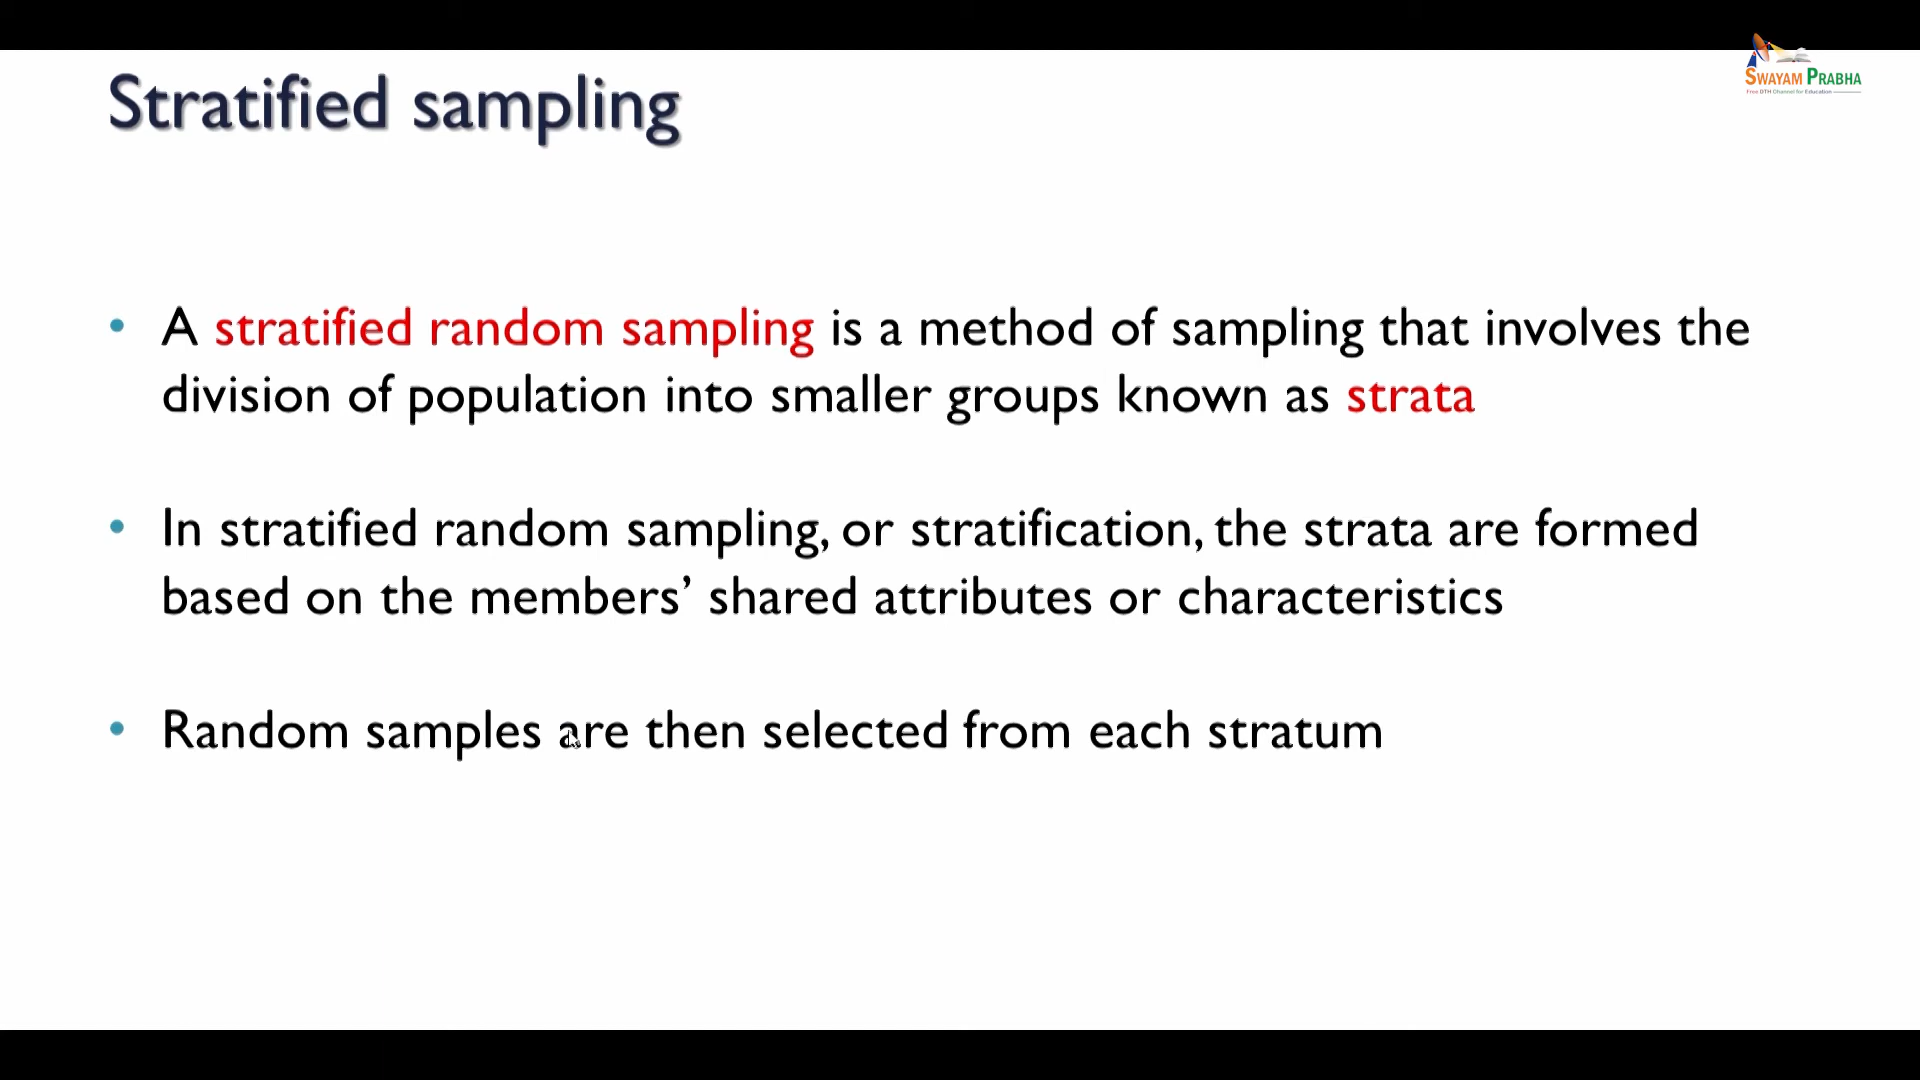 SWAYAM PRABHA
Free DTH Channel for Education
Stratified sampling
• A stratified random sampling is a method of sampling that involves the
division of population into smaller groups known as strata
• In stratified random sampling, or stratification, the strata are formed
based on the members’ shared attributes or characteristics
• Random samples are then selected from each stratum